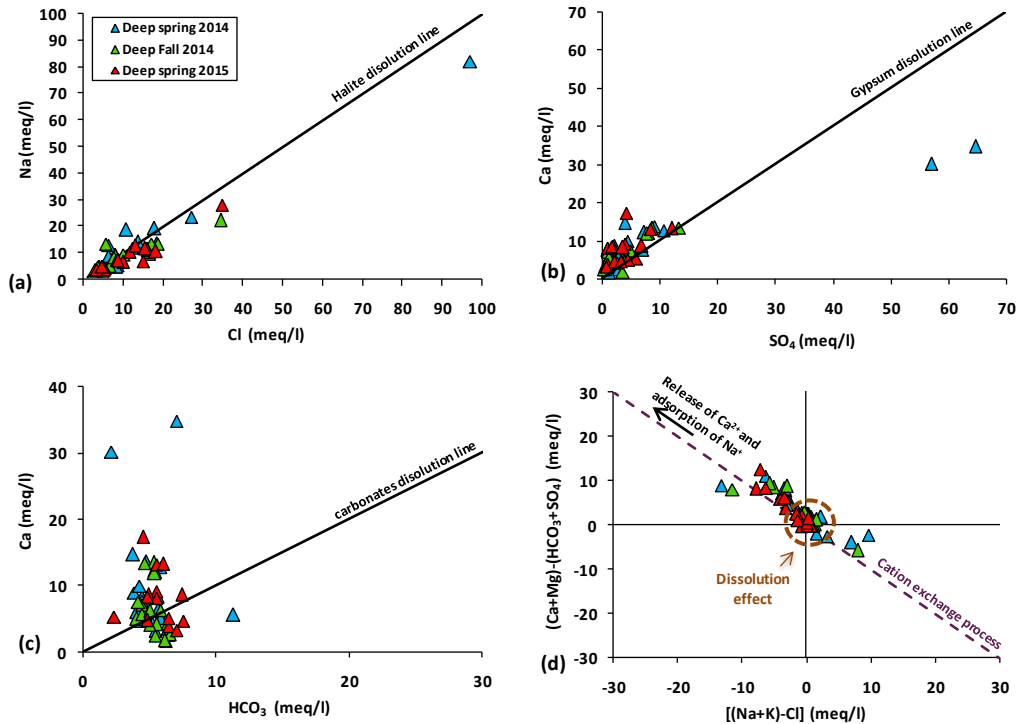 Deep spring 2014
Deep Fall 2014
Deep spring 2015
100
90
80
70
60
50
40
30
20
10
0
Na (meq/l)
Halite disolution line
(a)
0 10 20 30 40 50 60 70 80 90 100
Cl (meq/l)
70
60
50
40
30
20
10
0
Ca (meq/l)
Gypsum disolution line
(b)
0 10 20 30 40 50 60 70
SO₄ (meq/l)
40
30
20
10
0
Ca (meq/l)
carbonates disolution line
(c)
0 10 20 30
HCO₃ (meq/l)
30
20
10
0
-10
-20
-30
(Ca+Mg)-(HCO₃+SO₄) (meq/l)
Release of Ca²⁺ and
adsorption of Na⁺
Dissolution
effect
Cation exchange process
(d)
-30 -20 -10 0 10 20 30
[(Na+K)-Cl] (meq/l)